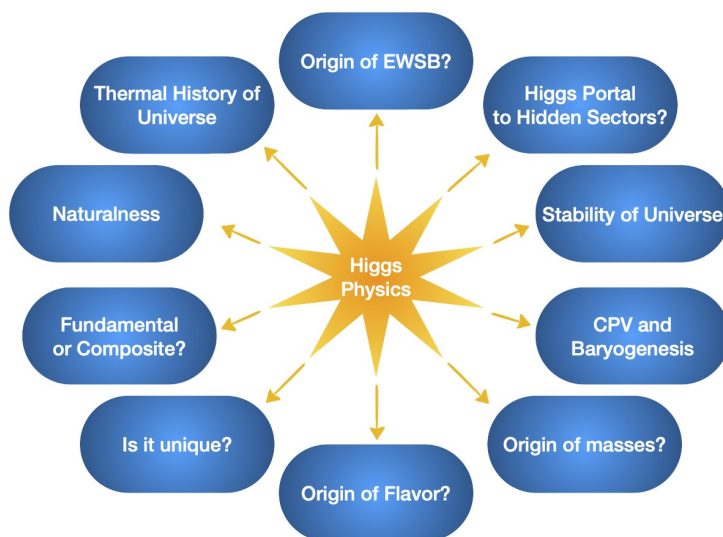 Origin of EWSB?
Thermal History of
Universe
Higgs Portal
to Hidden Sectors?
Naturalness
Stability of Universe
Higgs
Physics
Fundamental
or Composite?
CPV and
Baryogenesis
Is it unique?
Origin of masses?
Origin of Flavor?